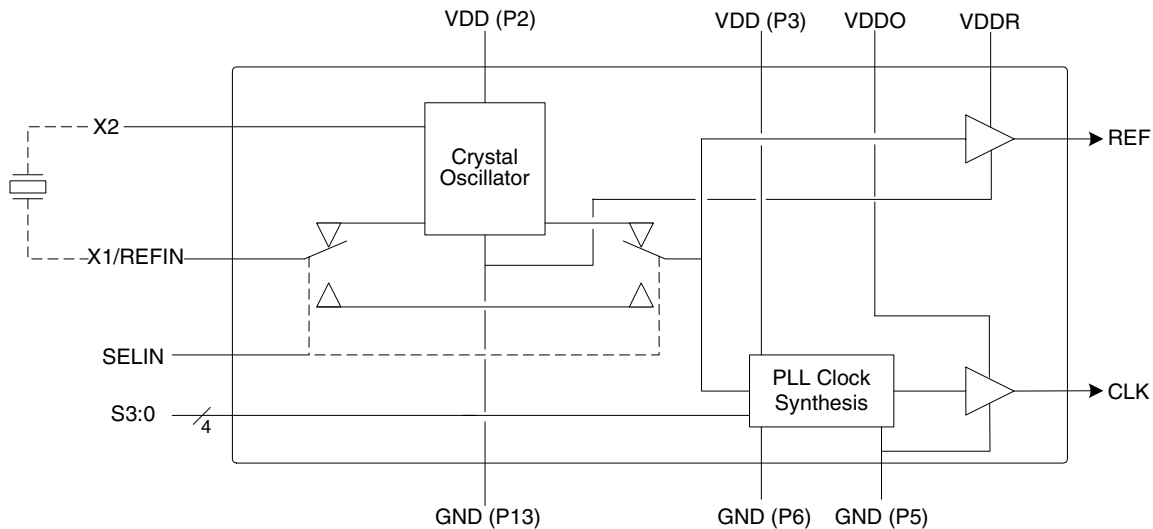 VDD (P2)
VDD (P3)
VDDO
VDDR
X2
Crystal
Oscillator
REF
X1/REFIN
SELIN
PLL Clock
Synthesis
CLK
S3:0
4
GND (P13)
GND (P6)
GND (P5)